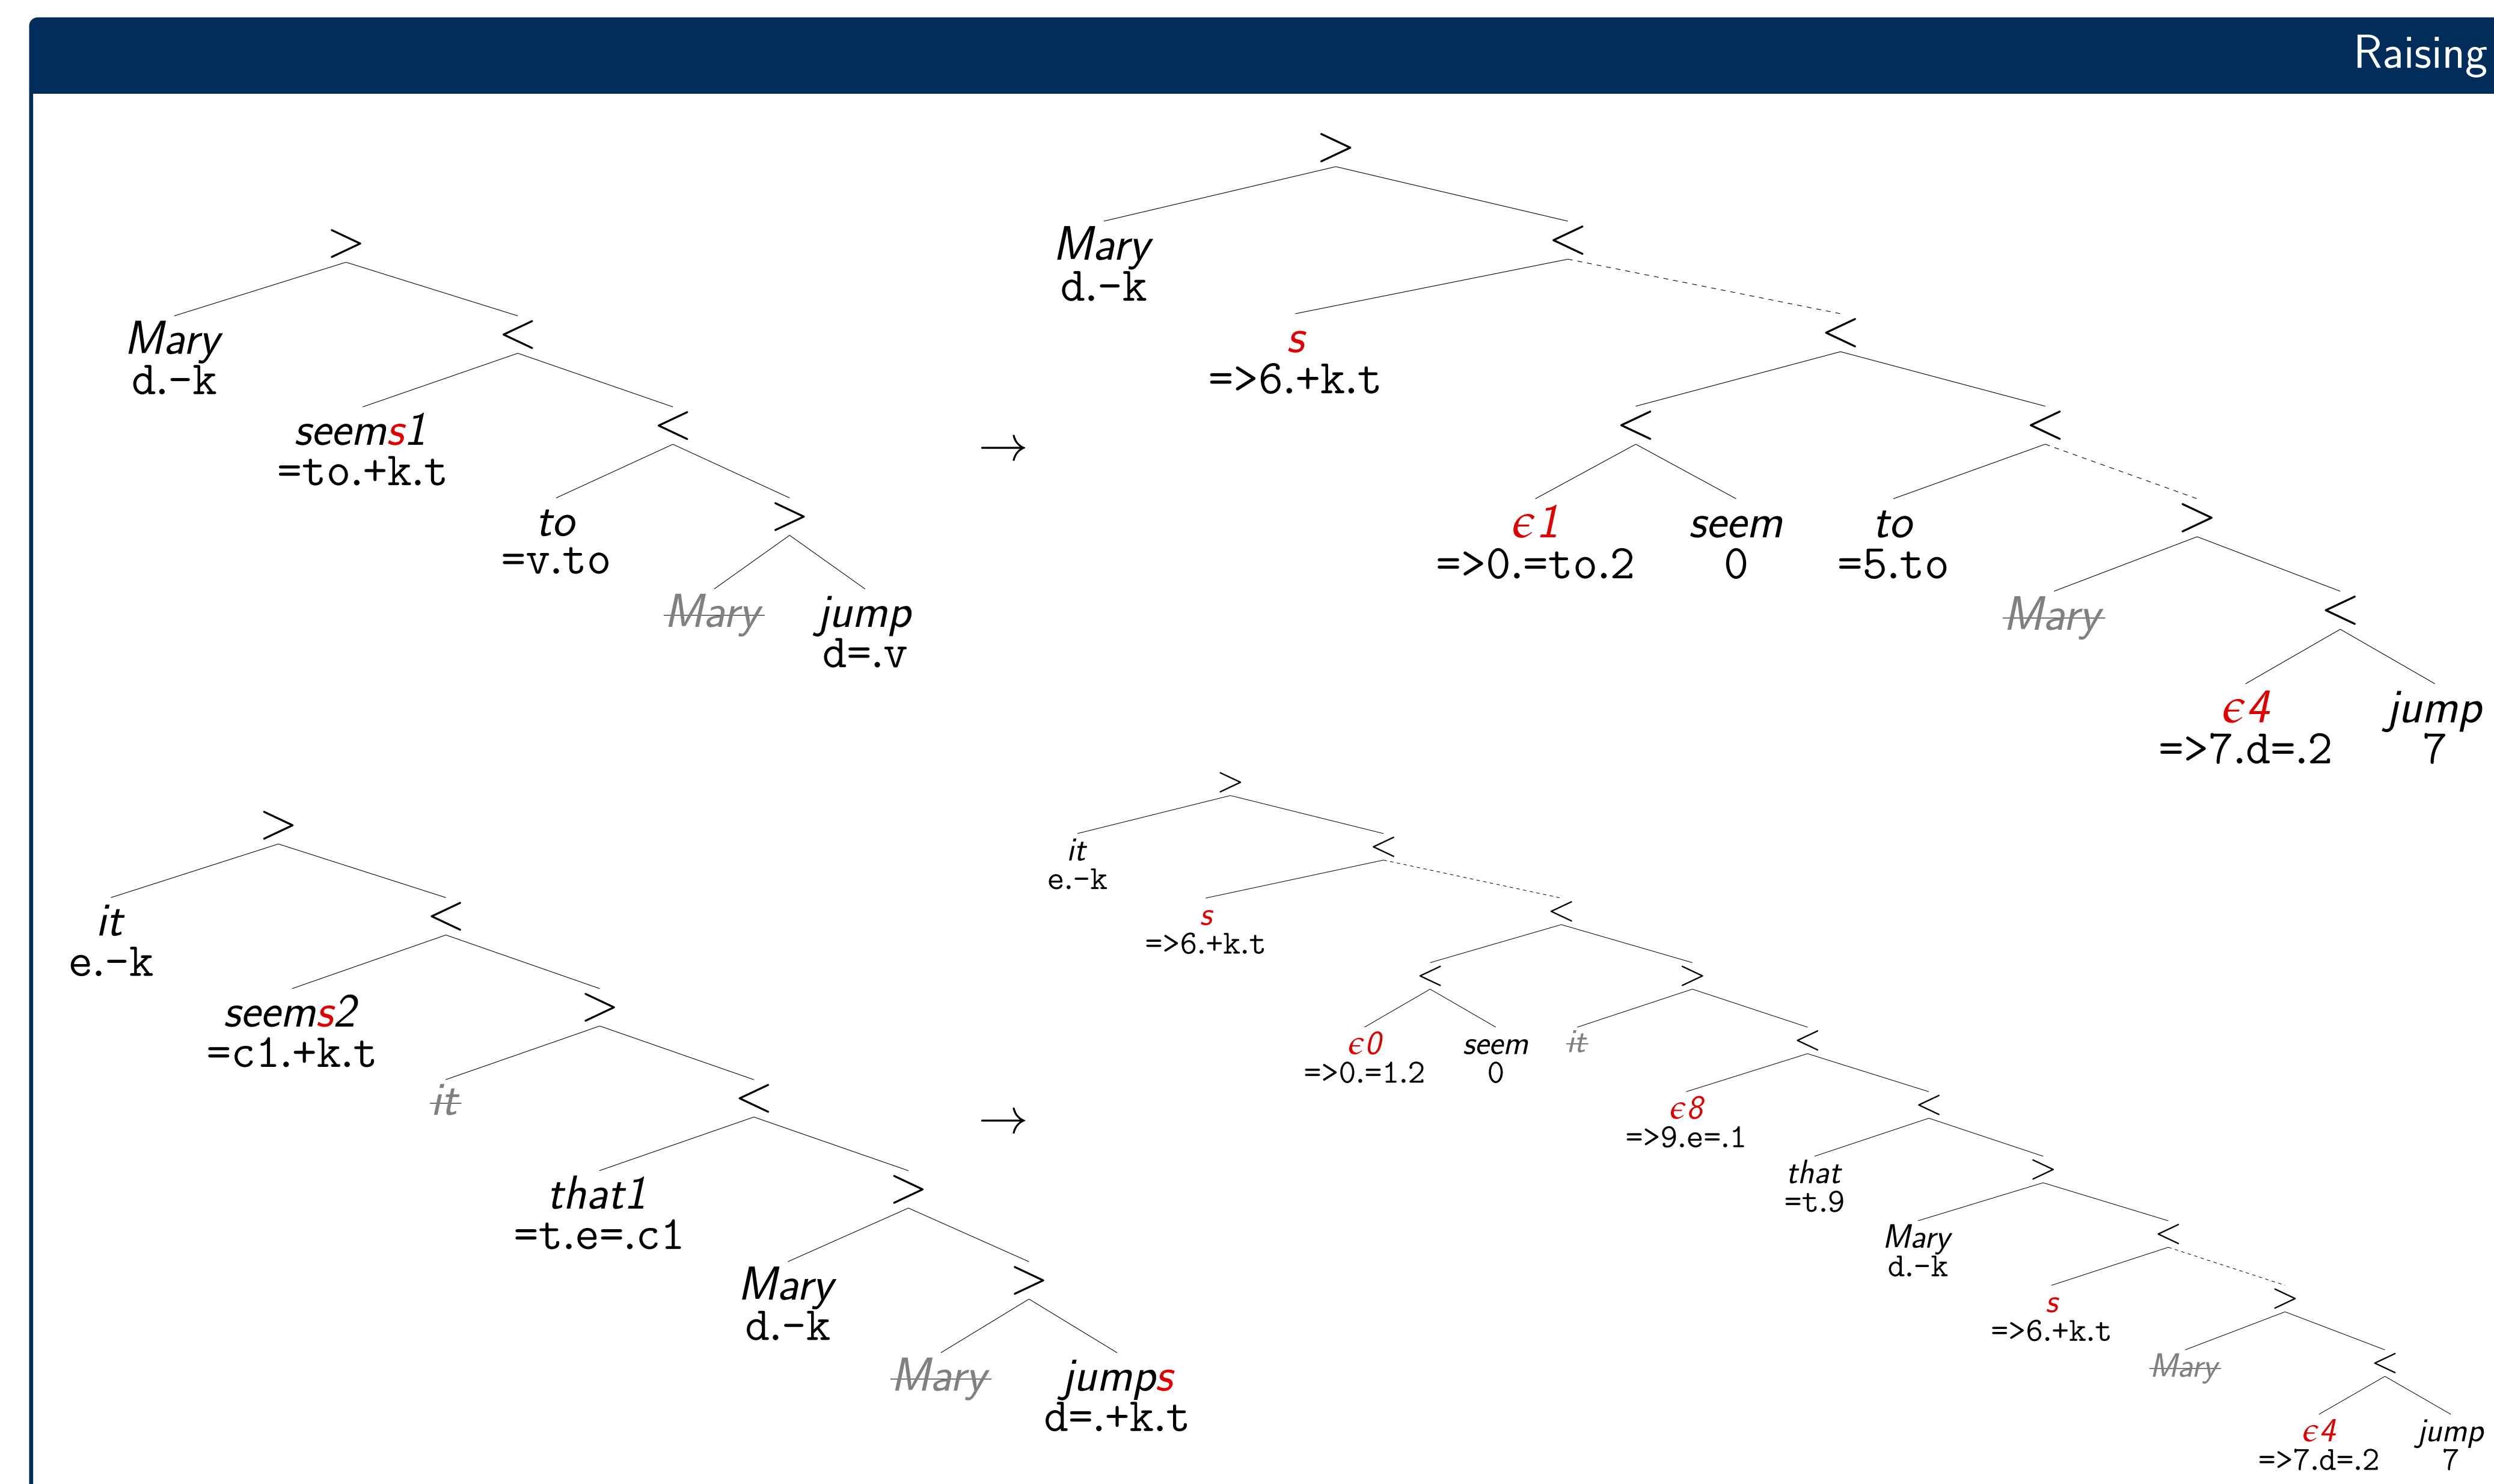 Raising
>
Mary
d.-k
<
seems1
=to.+k.t
<
to
=v.to
>
Mary
jump
d=.v
→
>
Mary
d.-k
<
s
=>6.+k.t
<
<
ϵ1
=>0.=to.2
seem
0
<
to
=5.to
>
Mary
<
ϵ4
=>7.d=.2
jump
7
>
it
e.-k
<
seems2
=c1.+k.t
>
it
<
that1
=t.e=.c1
>
Mary
d.-k
>
Mary
jumps
d=.+k.t
→
>
it
e.-k
<
s
=>6.+k.t
<
<
ϵ0
=>0.=1.2
seem
0
>
it
<
ϵ8
=>9.e=.1
<
that
=t.9
>
Mary
d.-k
<
s
=>6.+k.t
>
Mary
<
ϵ4
=>7.d=.2
jump
7